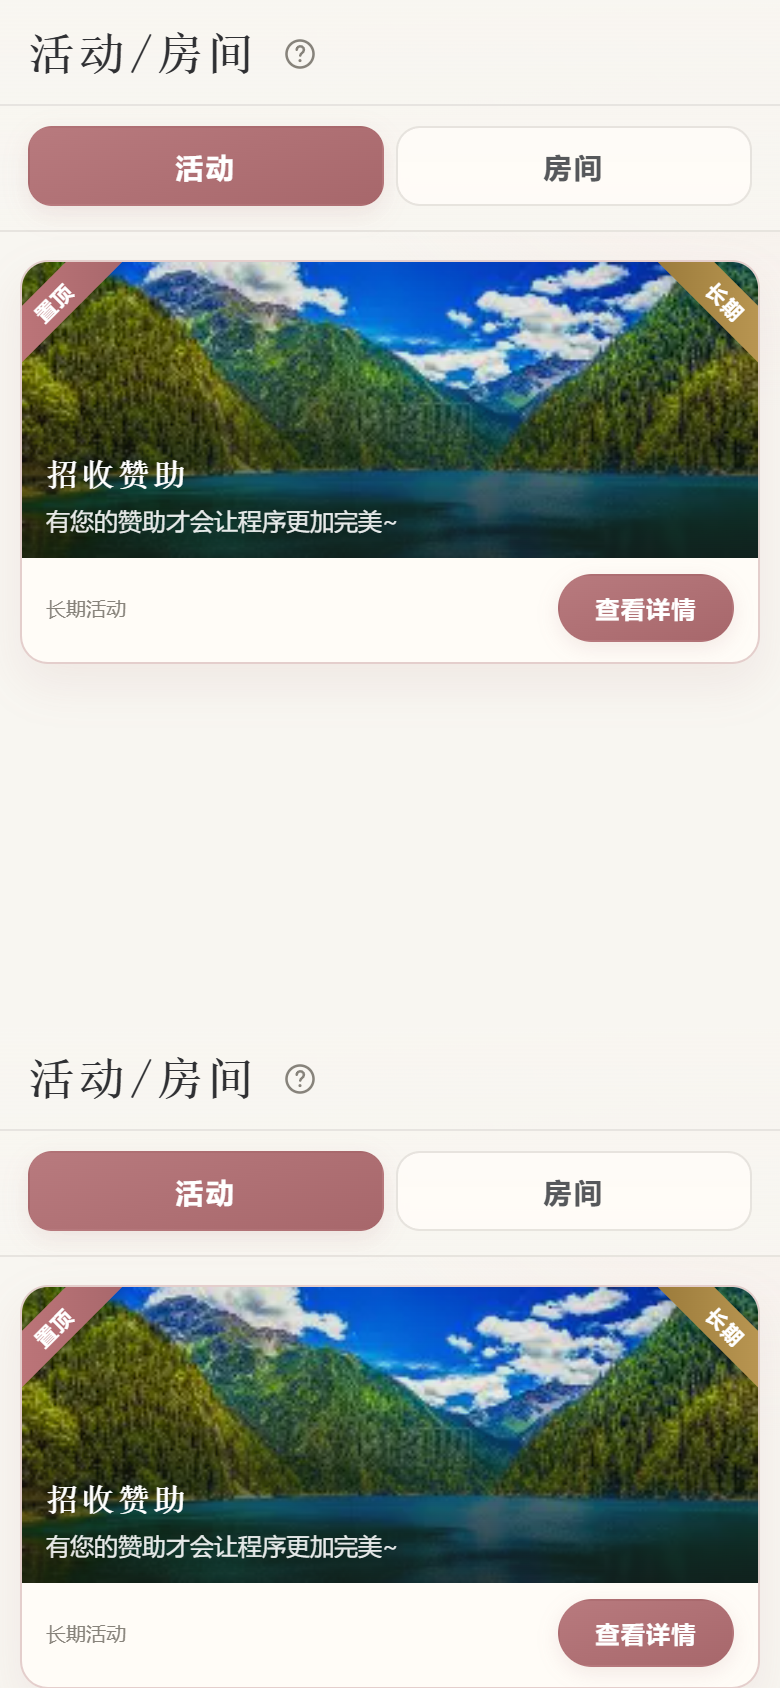 活动/房间 ?
活动 房间
置顶 长期
招收赞助
有您的赞助才会让程序更加完美~
长期活动 查看详情
活动/房间 ?
活动 房间
置顶 长期
招收赞助
有您的赞助才会让程序更加完美~
长期活动 查看详情